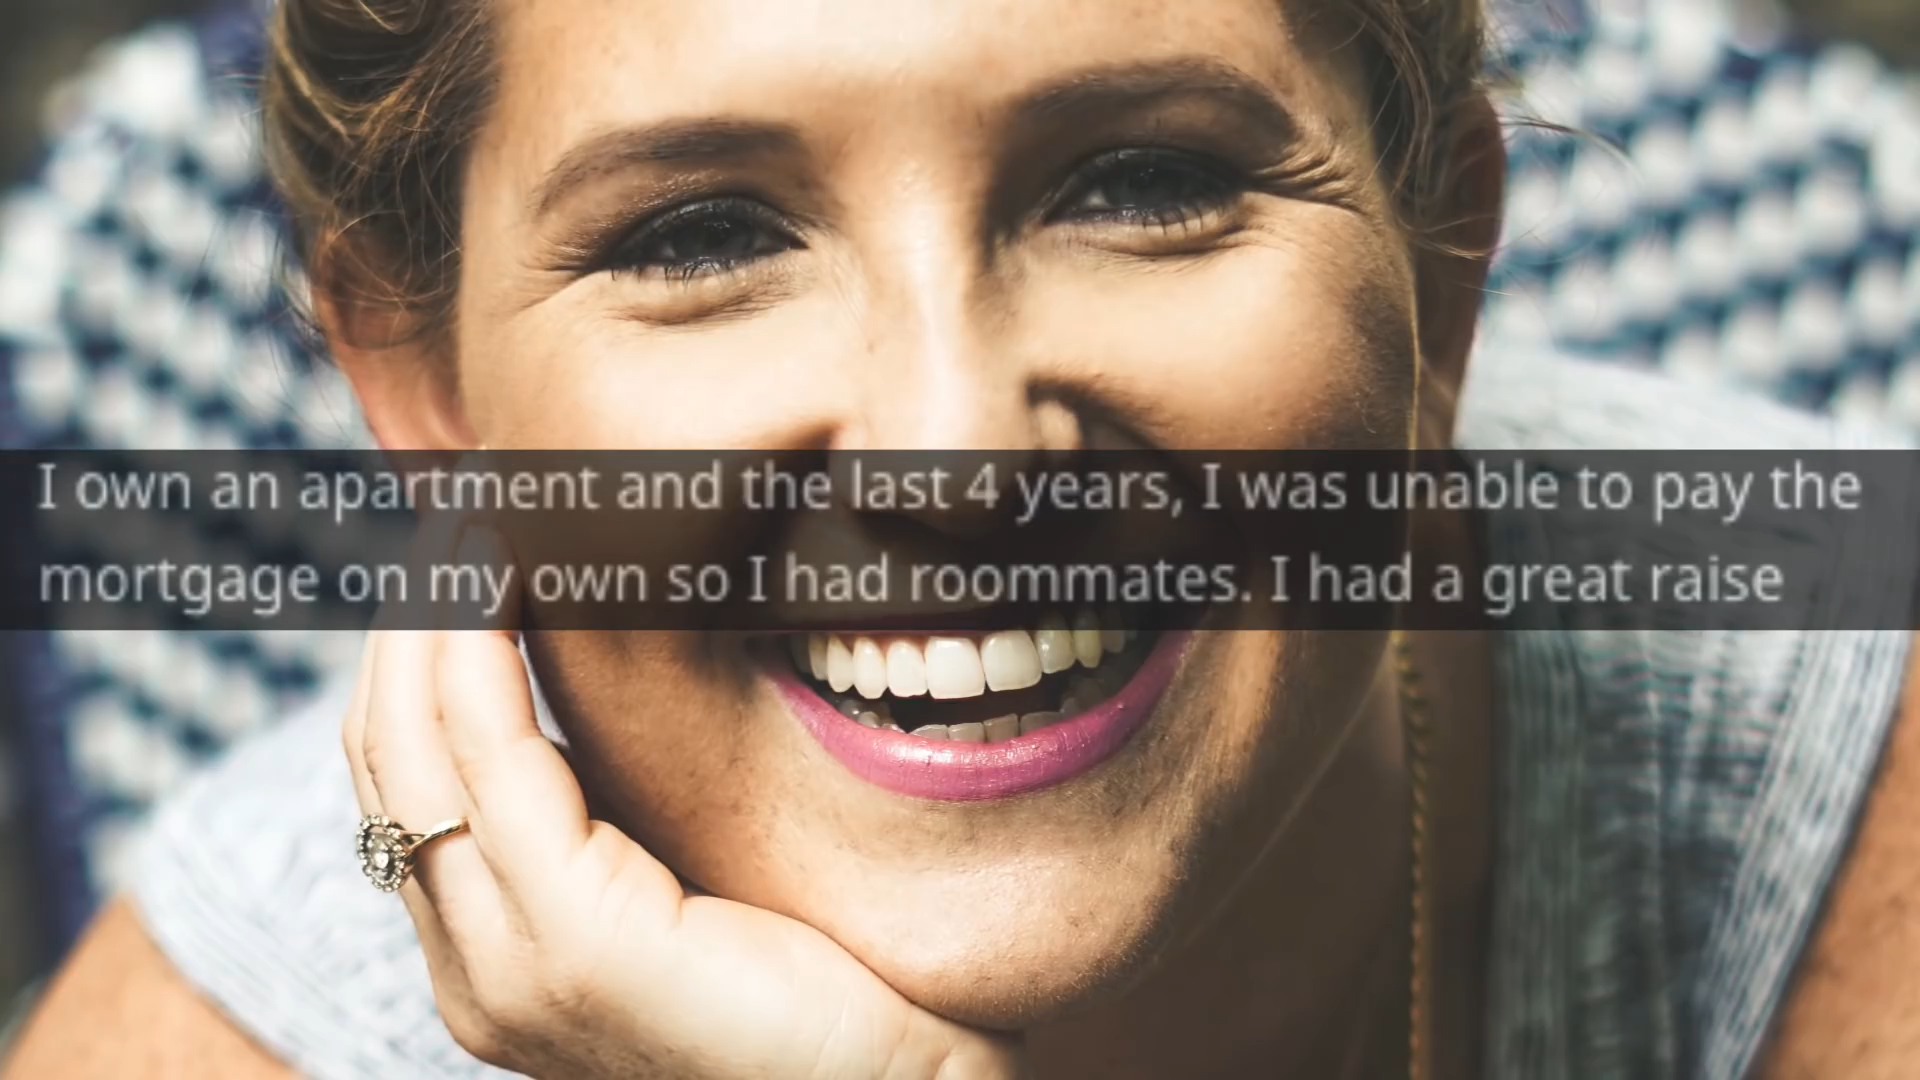 I own an apartment and the last 4 years, I was unable to pay the
mortgage on my own so I had roommates. I had a great raise